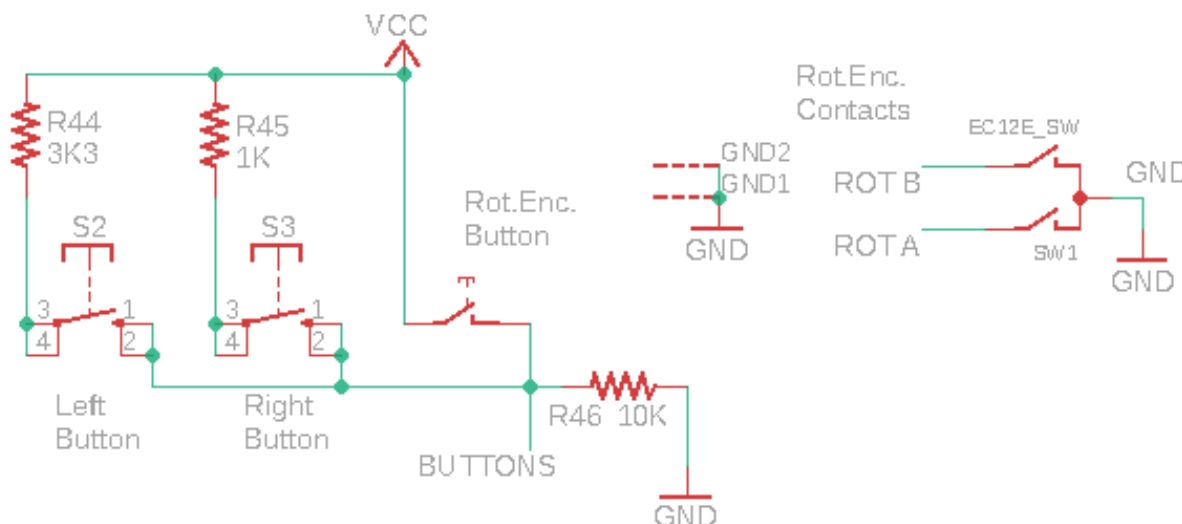 VCC
R44
3K3
R45
1K
Rot.Enc.
Contacts
EC12E_SW
GND2
GND1
GND
ROT B
ROT A
SW1
GND
GND
Rot.Enc.
Button
S2
S3
3
1
4
2
3
1
4
2
Left
Button
Right
Button
R46 10K
BUTTONS
GND